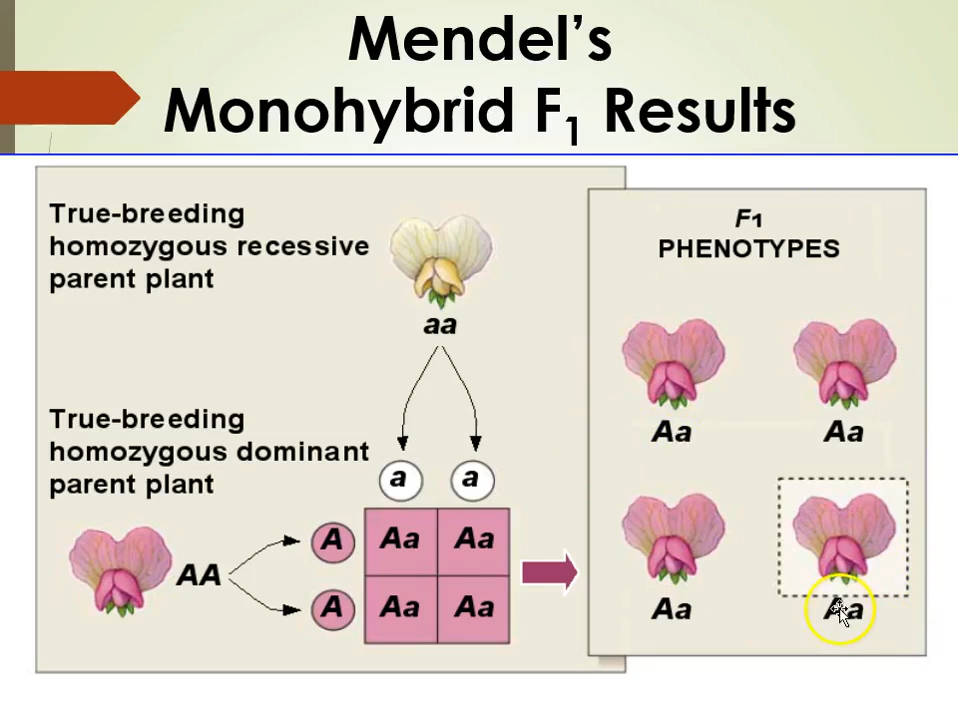 Mendel's
Monohybrid F1 Results
True-breeding
homozygous recessive
parent plant
aa
True-breeding
homozygous dominant
parent plant
a a
AA
A Aa Aa
A Aa Aa
F1
PHENOTYPES
Aa Aa
Aa Aa